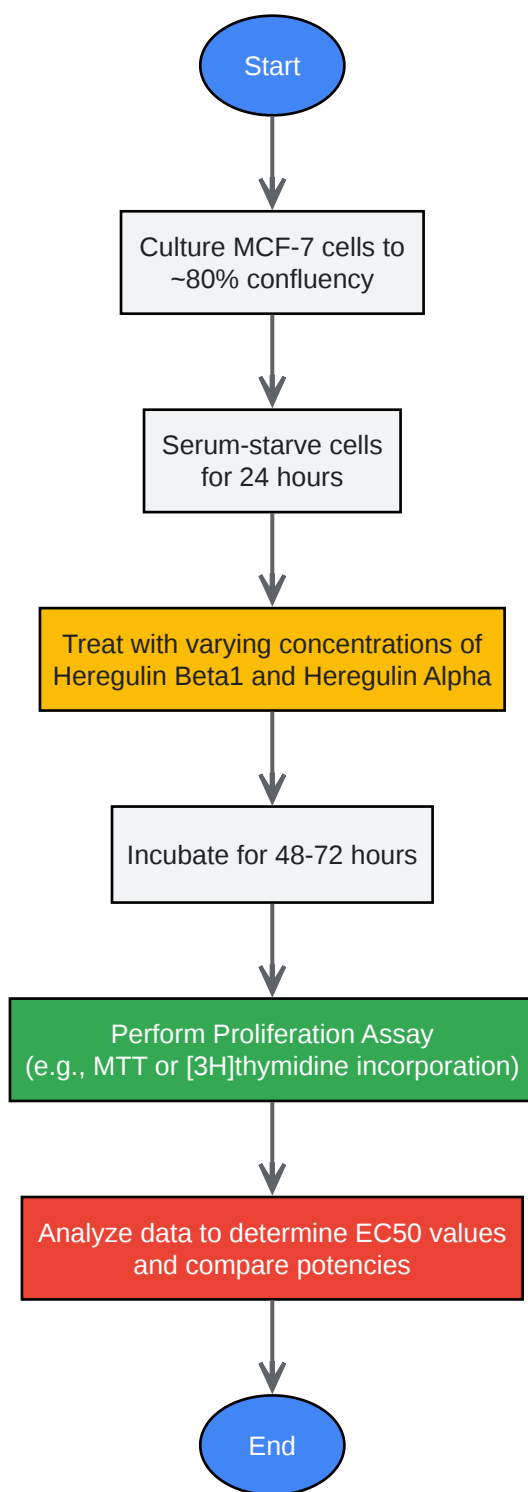 Start
Culture MCF-7 cells to
~80% confluency
Serum-starve cells
for 24 hours
Treat with varying concentrations of
Heregulin Beta1 and Heregulin Alpha
Incubate for 48-72 hours
Perform Proliferation Assay
(e.g., MTT or [3H]thymidine incorporation)
Analyze data to determine EC50 values
and compare potencies
End